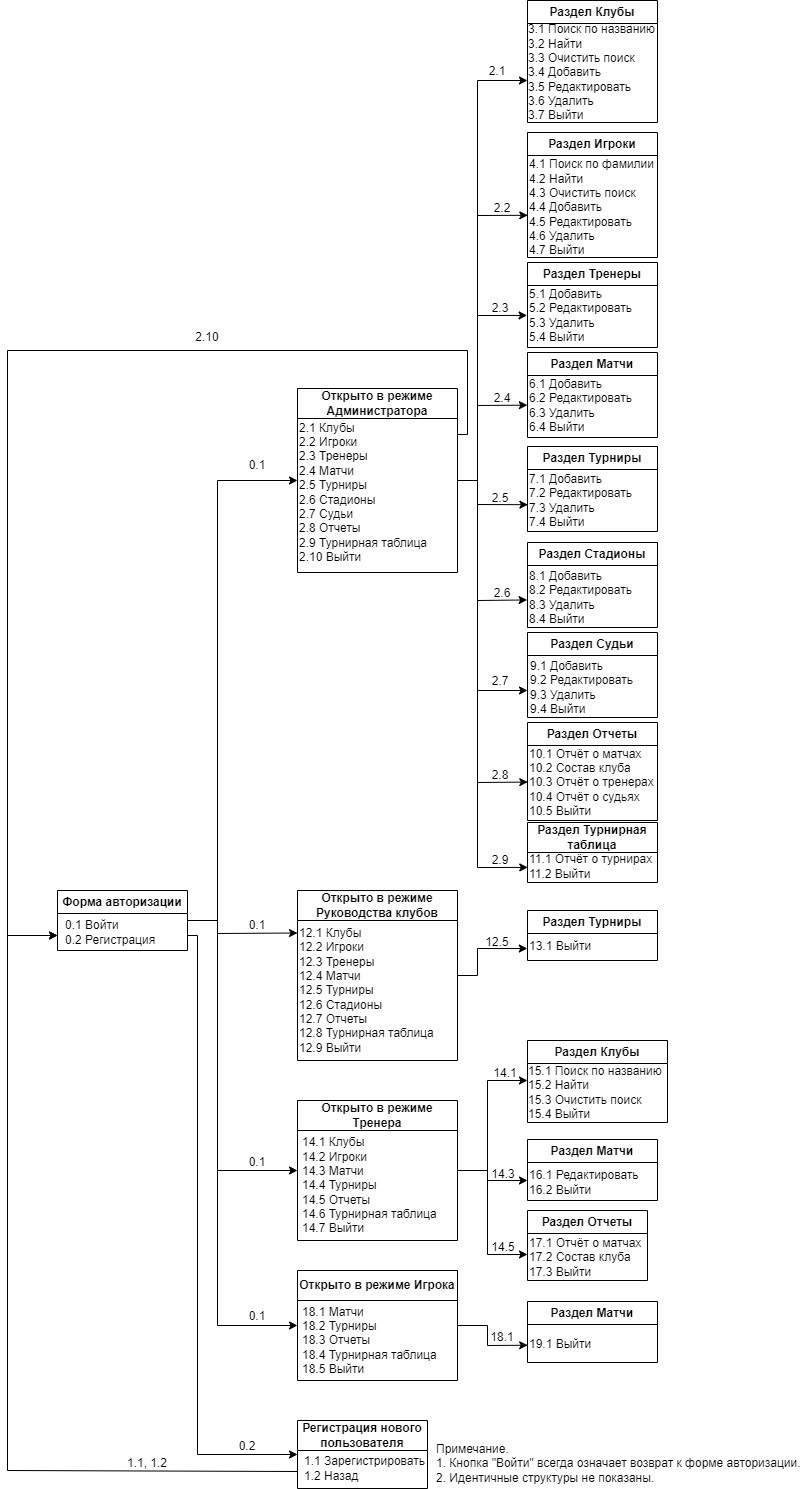 Раздел Клубы
3.1 Поиск по названию
3.2 Найти
3.3 Очистить поиск
3.4 Добавить
3.5 Редактировать
3.6 Удалить
3.7 Выйти
2.1
Раздел Игроки
4.1 Поиск по фамилии
4.2 Найти
4.3 Очистить поиск
4.4 Добавить
4.5 Редактировать
4.6 Удалить
4.7 Выйти
2.2
Раздел Тренеры
5.1 Добавить
5.2 Редактировать
5.3 Удалить
5.4 Выйти
2.3
2.10
Раздел Матчи
6.1 Добавить
6.2 Редактировать
6.3 Удалить
6.4 Выйти
2.4
Открыто в режиме
Администратора
2.1 Клубы
2.2 Игроки
2.3 Тренеры
2.4 Матчи
2.5 Турниры
2.6 Стадионы
2.7 Судьи
2.8 Отчеты
2.9 Турнирная таблица
2.10 Выйти
0.1
Раздел Турниры
7.1 Добавить
7.2 Редактировать
7.3 Удалить
7.4 Выйти
2.5
Раздел Стадионы
8.1 Добавить
8.2 Редактировать
8.3 Удалить
8.4 Выйти
2.6
Раздел Судьи
9.1 Добавить
9.2 Редактировать
9.3 Удалить
9.4 Выйти
2.7
Раздел Отчеты
10.1 Отчёт о матчах
10.2 Состав клуба
10.3 Отчёт о тренерах
10.4 Отчёт о судьях
10.5 Выйти
2.8
Раздел Турнирная
таблица
11.1 Отчёт о турнирах
11.2 Выйти
2.9
Форма авторизации
0.1 Войти
0.2 Регистрация
0.1
Открыто в режиме
Руководства клубов
12.1 Клубы
12.2 Игроки
12.3 Тренеры
12.4 Матчи
12.5 Турниры
12.6 Стадионы
12.7 Отчеты
12.8 Турнирная таблица
12.9 Выйти
12.5
Раздел Турниры
13.1 Выйти
0.1
Открыто в режиме
Тренера
14.1 Клубы
14.2 Игроки
14.3 Матчи
14.4 Турниры
14.5 Отчеты
14.6 Турнирная таблица
14.7 Выйти
14.1
Раздел Клубы
15.1 Поиск по названию
15.2 Найти
15.3 Очистить поиск
15.4 Выйти
14.3
Раздел Матчи
16.1 Редактировать
16.2 Выйти
14.5
Раздел Отчеты
17.1 Отчёт о матчах
17.2 Состав клуба
17.3 Выйти
0.1
Открыто в режиме Игрока
18.1 Матчи
18.2 Турниры
18.3 Отчеты
18.4 Турнирная таблица
18.5 Выйти
18.1
Раздел Матчи
19.1 Выйти
0.2
Регистрация нового
пользователя
1.1 Зарегистрировать
1.2 Назад
1.1, 1.2
Примечание.
1. Кнопка "Войти" всегда означает возврат к форме авторизации.
2. Идентичные структуры не показаны.